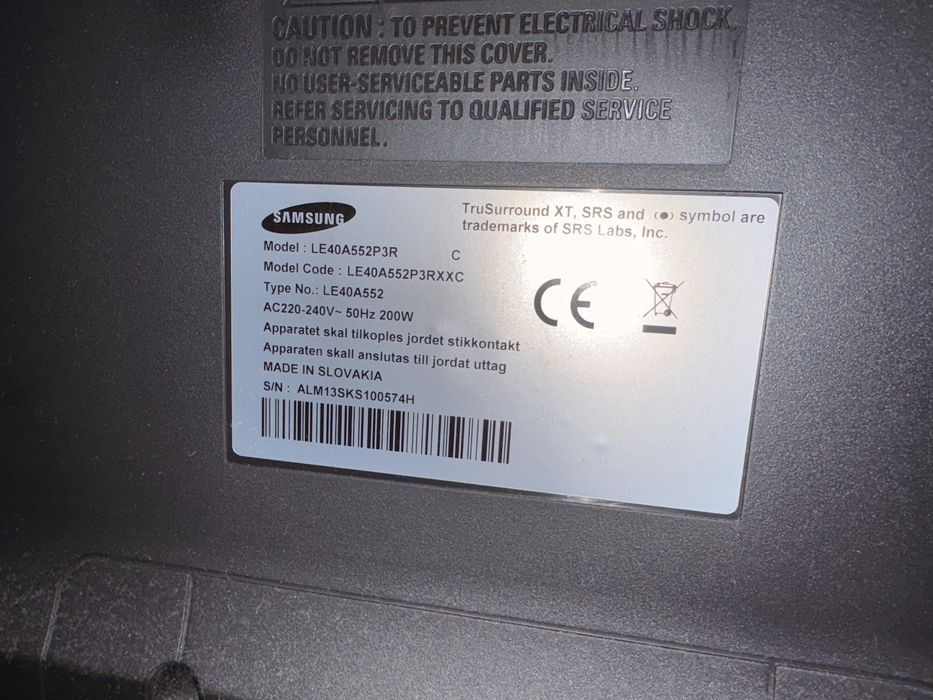 CAUTION : TO PREVENT ELECTRICAL SHOCK,
DO NOT REMOVE THIS COVER.
NO USER-SERVICEABLE PARTS INSIDE.
REFER SERVICING TO QUALIFIED SERVICE
PERSONNEL.
SAMSUNG
TruSurround XT, SRS and (●) symbol are
trademarks of SRS Labs, Inc.
Model : LE40A552P3R C
Model Code : LE40A552P3RXXC
Type No.: LE40A552
AC220-240V~ 50Hz 200W
Apparatet skal tilkoples jordet stikkontakt
Apparaten skall anslutas till jordat uttag
MADE IN SLOVAKIA
S/N : ALM13SKS100574H
CE